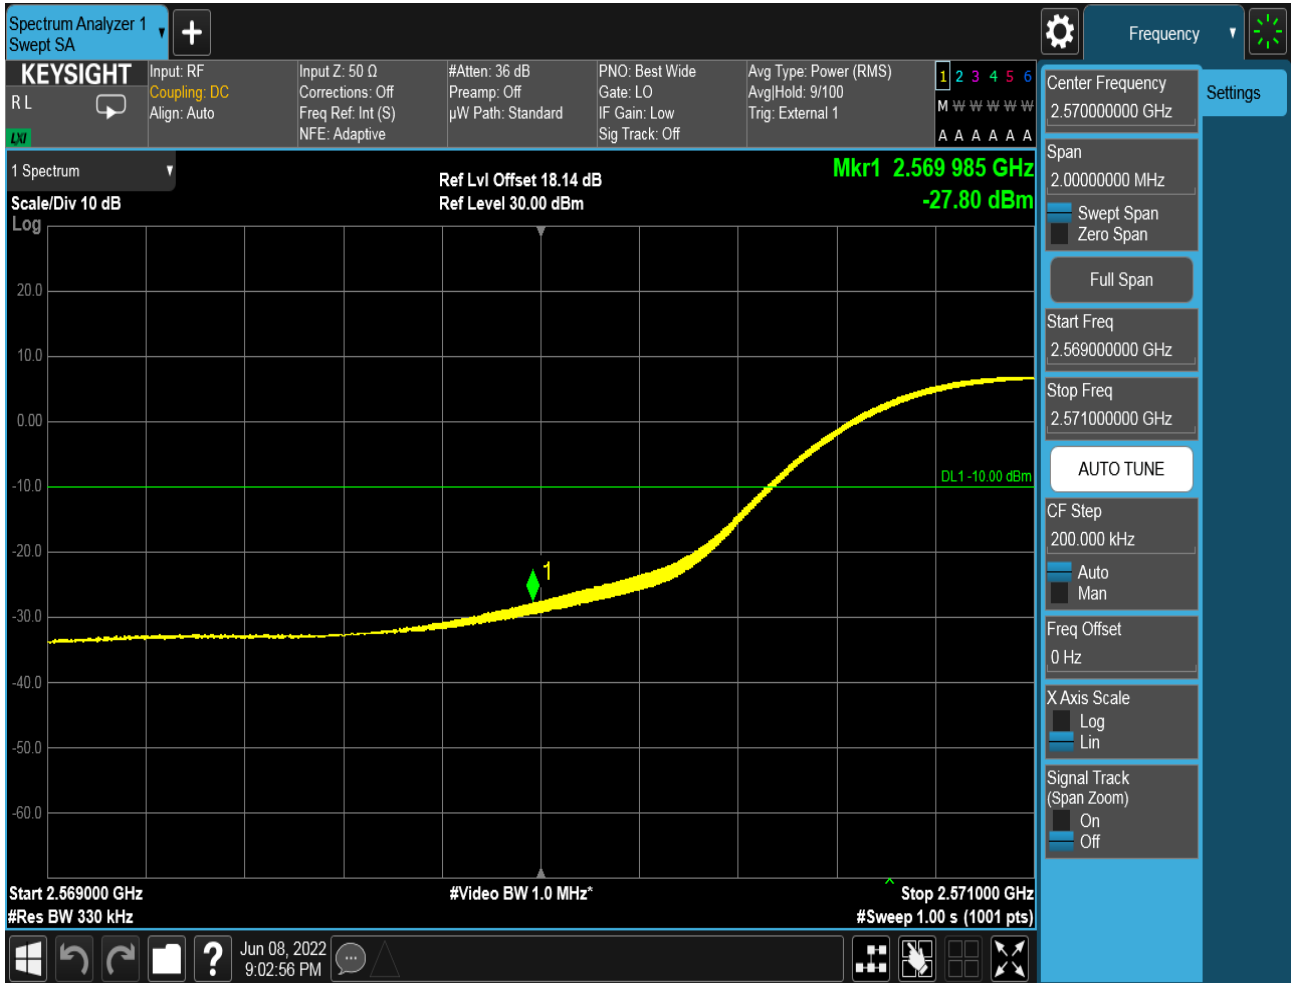 Spectrum Analyzer 1
Swept SA
Frequency
KEYSIGHT
R L
LXI
Input: RF
Coupling: DC
Align: Auto
Input Z: 50 Ω
Corrections: Off
Freq Ref: Int (S)
NFE: Adaptive
#Atten: 36 dB
Preamp: Off
µW Path: Standard
PNO: Best Wide
Gate: LO
IF Gain: Low
Sig Track: Off
Avg Type: Power (RMS)
Avg|Hold: 9/100
Trig: External 1
1 2 3 4 5 6
M W W W W W
A A A A A A
1 Spectrum
Scale/Div 10 dB
Log
Ref Lvl Offset 18.14 dB
Ref Level 30.00 dBm
Mkr1 2.569 985 GHz
-27.80 dBm
20.0
10.0
0.00
-10.0
-20.0
-30.0
-40.0
-50.0
-60.0
DL1 -10.00 dBm
1
Start 2.569000 GHz
#Res BW 330 kHz
#Video BW 1.0 MHz*
Stop 2.571000 GHz
#Sweep 1.00 s (1001 pts)
Center Frequency
2.570000000 GHz
Span
2.00000000 MHz
Swept Span
Zero Span
Full Span
Start Freq
2.569000000 GHz
Stop Freq
2.571000000 GHz
AUTO TUNE
CF Step
200.000 kHz
Auto
Man
Freq Offset
0 Hz
X Axis Scale
Log
Lin
Signal Track
(Span Zoom)
On
Off
Settings
?
Jun 08, 2022
9:02:56 PM